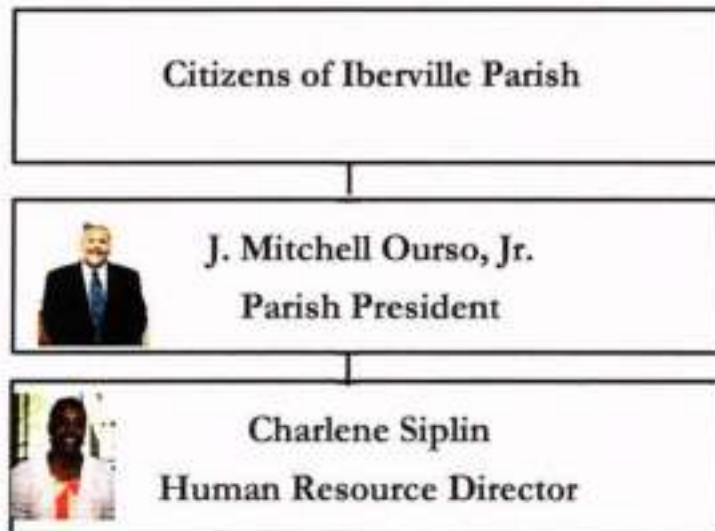 Citizens of Iberville Parish
J. Mitchell Ourso, Jr.
Parish President
Charlene Siplin
Human Resource Director